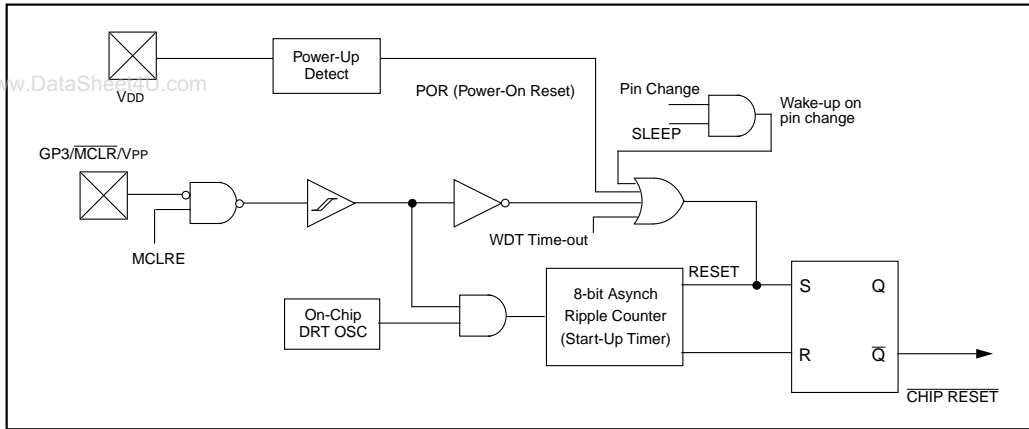 Power-Up
Detect
www.DataSheet4U.com
VDD
POR (Power-On Reset)
Pin Change
SLEEP
Wake-up on
pin change
GP3/MCLR/VPP
MCLRE
WDT Time-out
RESET
On-Chip
DRT OSC
8-bit Asynch
Ripple Counter
(Start-Up Timer)
S Q
R Q
CHIP RESET